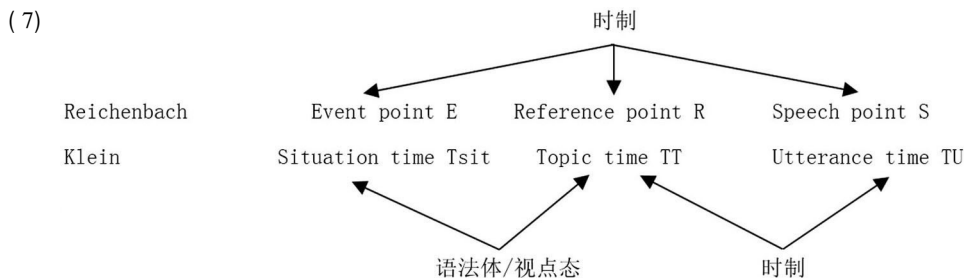 (7)
时制
Reichenbach Event point E Reference point R Speech point S
Klein Situation time Tsit Topic time TT Utterance time TU
语法体/视点态 时制